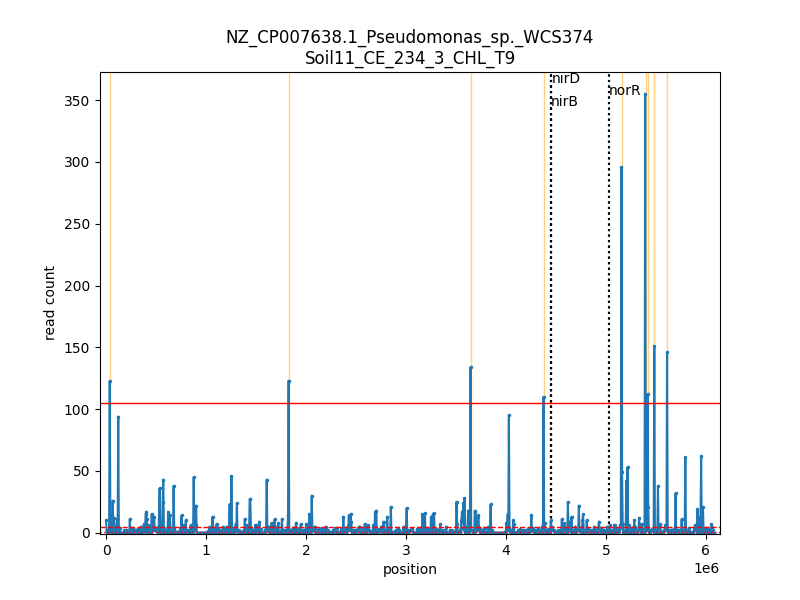 NZ_CP007638.1_Pseudomonas_sp._WCS374
Soil11_CE_234_3_CHL_T9
nirD
nirB
norR
350
300
250
200
150
100
50
0
read count
0 1 2 3 4 5 6
1e6
position